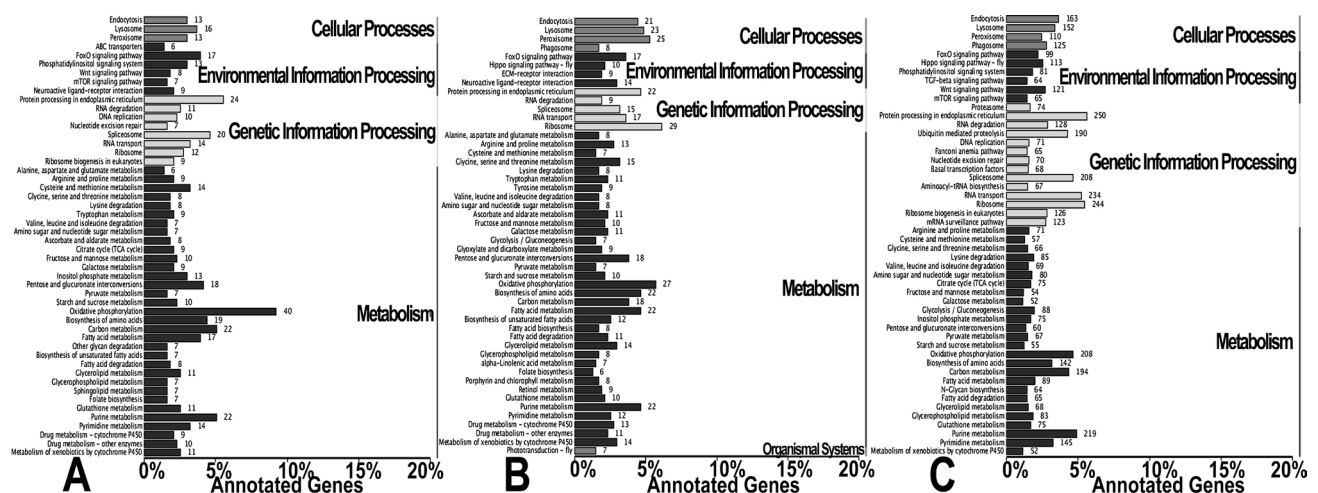 Endocytosis 13
Lysosome 16
Peroxisome 13
ABC transporters 6
FoxO signaling pathway 17
Phosphatidylinositol signaling system 13
Wnt signaling pathway 8
mTOR signaling pathway 7
Neuroactive ligand-receptor interaction 9
Protein processing in endoplasmic reticulum 24
RNA degradation 11
DNA replication 10
Nucleotide excision repair 7
Spliceosome 20
RNA transport 14
Ribosome 12
Ribosome biogenesis in eukaryotes 9
Alanine, aspartate and glutamate metabolism 6
Arginine and proline metabolism 9
Cysteine and methionine metabolism 14
Glycine, serine and threonine metabolism 8
Lysine degradation 8
Tryptophan metabolism 9
Valine, leucine and isoleucine degradation 7
Amino sugar and nucleotide sugar metabolism 7
Ascorbate and aldarate metabolism 8
Citrate cycle (TCA cycle) 9
Fructose and mannose metabolism 10
Galactose metabolism 9
Inositol phosphate metabolism 13
Pentose and glucuronate interconversions 18
Pyruvate metabolism 7
Starch and sucrose metabolism 10
Oxidative phosphorylation 40
Biosynthesis of amino acids 19
Carbon metabolism 22
Fatty acid metabolism 17
Other glycan degradation 7
Biosynthesis of unsaturated fatty acids 7
Fatty acid degradation 8
Glycerolipid metabolism 11
Glycerophospholipid metabolism 7
Sphingolipid metabolism 7
Folate biosynthesis 7
Glutathione metabolism 11
Purine metabolism 22
Pyrimidine metabolism 14
Drug metabolism - cytochrome P450 9
Drug metabolism - other enzymes 10
Metabolism of xenobiotics by cytochrome P450 11
Cellular Processes
Environmental Information Processing
Genetic Information Processing
Metabolism
0% 5% 10% 15% 20%
A Annotated Genes
Endocytosis 21
Lysosome 23
Peroxisome 25
Phagosome 8
FoxO signaling pathway 17
Hippo signaling pathway - fly 10
ECM-receptor interaction 9
Neuroactive ligand-receptor interaction 14
Protein processing in endoplasmic reticulum 22
RNA degradation 9
Spliceosome 15
RNA transport 17
Ribosome 29
Alanine, aspartate and glutamate metabolism 8
Arginine and proline metabolism 13
Cysteine and methionine metabolism 7
Glycine, serine and threonine metabolism 15
Lysine degradation 8
Tryptophan metabolism 11
Tyrosine metabolism 9
Valine, leucine and isoleucine degradation 8
Amino sugar and nucleotide sugar metabolism 8
Ascorbate and aldarate metabolism 11
Fructose and mannose metabolism 10
Galactose metabolism 11
Glycolysis / Gluconeogenesis 7
Glyoxylate and dicarboxylate metabolism 9
Pentose and glucuronate interconversions 18
Pyruvate metabolism 7
Starch and sucrose metabolism 10
Oxidative phosphorylation 27
Biosynthesis of amino acids 22
Carbon metabolism 18
Fatty acid metabolism 22
Biosynthesis of unsaturated fatty acids 12
Fatty acid biosynthesis 8
Fatty acid degradation 11
Glycerolipid metabolism 14
Glycerophospholipid metabolism 8
alpha-Linolenic acid metabolism 7
Folate biosynthesis 6
Porphyrin and chlorophyll metabolism 8
Retinol metabolism 9
Glutathione metabolism 10
Purine metabolism 22
Pyrimidine metabolism 12
Drug metabolism - cytochrome P450 13
Drug metabolism - other enzymes 11
Metabolism of xenobiotics by cytochrome P450 14
Phototransduction - fly 7
Cellular Processes
Environmental Information Processing
Genetic Information Processing
Metabolism
Organismal Systems
0% 5% 10% 15% 20%
B Annotated Genes
Endocytosis 163
Lysosome 152
Peroxisome 110
Phagosome 125
FoxO signaling pathway 99
Hippo signaling pathway - fly 113
Phosphatidylinositol signaling system 81
TGF-beta signaling pathway 64
Wnt signaling pathway 121
mTOR signaling pathway 65
Proteasome 74
Protein processing in endoplasmic reticulum 250
RNA degradation 128
Ubiquitin mediated proteolysis 190
DNA replication 71
Fanconi anemia pathway 65
Nucleotide excision repair 70
Basal transcription factors 68
Spliceosome 208
Aminoacyl-tRNA biosynthesis 67
RNA transport 234
Ribosome 244
Ribosome biogenesis in eukaryotes 126
mRNA surveillance pathway 123
Arginine and proline metabolism 71
Cysteine and methionine metabolism 57
Glycine, serine and threonine metabolism 66
Lysine degradation 85
Valine, leucine and isoleucine degradation 69
Amino sugar and nucleotide sugar metabolism 80
Citrate cycle (TCA cycle) 75
Fructose and mannose metabolism 54
Galactose metabolism 52
Glycolysis / Gluconeogenesis 88
Inositol phosphate metabolism 75
Pentose and glucuronate interconversions 60
Pyruvate metabolism 67
Starch and sucrose metabolism 55
Oxidative phosphorylation 208
Biosynthesis of amino acids 142
Carbon metabolism 194
Fatty acid metabolism 89
N-Glycan biosynthesis 64
Fatty acid degradation 65
Glycerolipid metabolism 68
Glycerophospholipid metabolism 83
Glutathione metabolism 75
Purine metabolism 219
Pyrimidine metabolism 145
Metabolism of xenobiotics by cytochrome P450 52
Cellular Processes
Environmental Information Processing
Genetic Information Processing
Metabolism
0% 5% 10% 15% 20%
C Annotated Genes